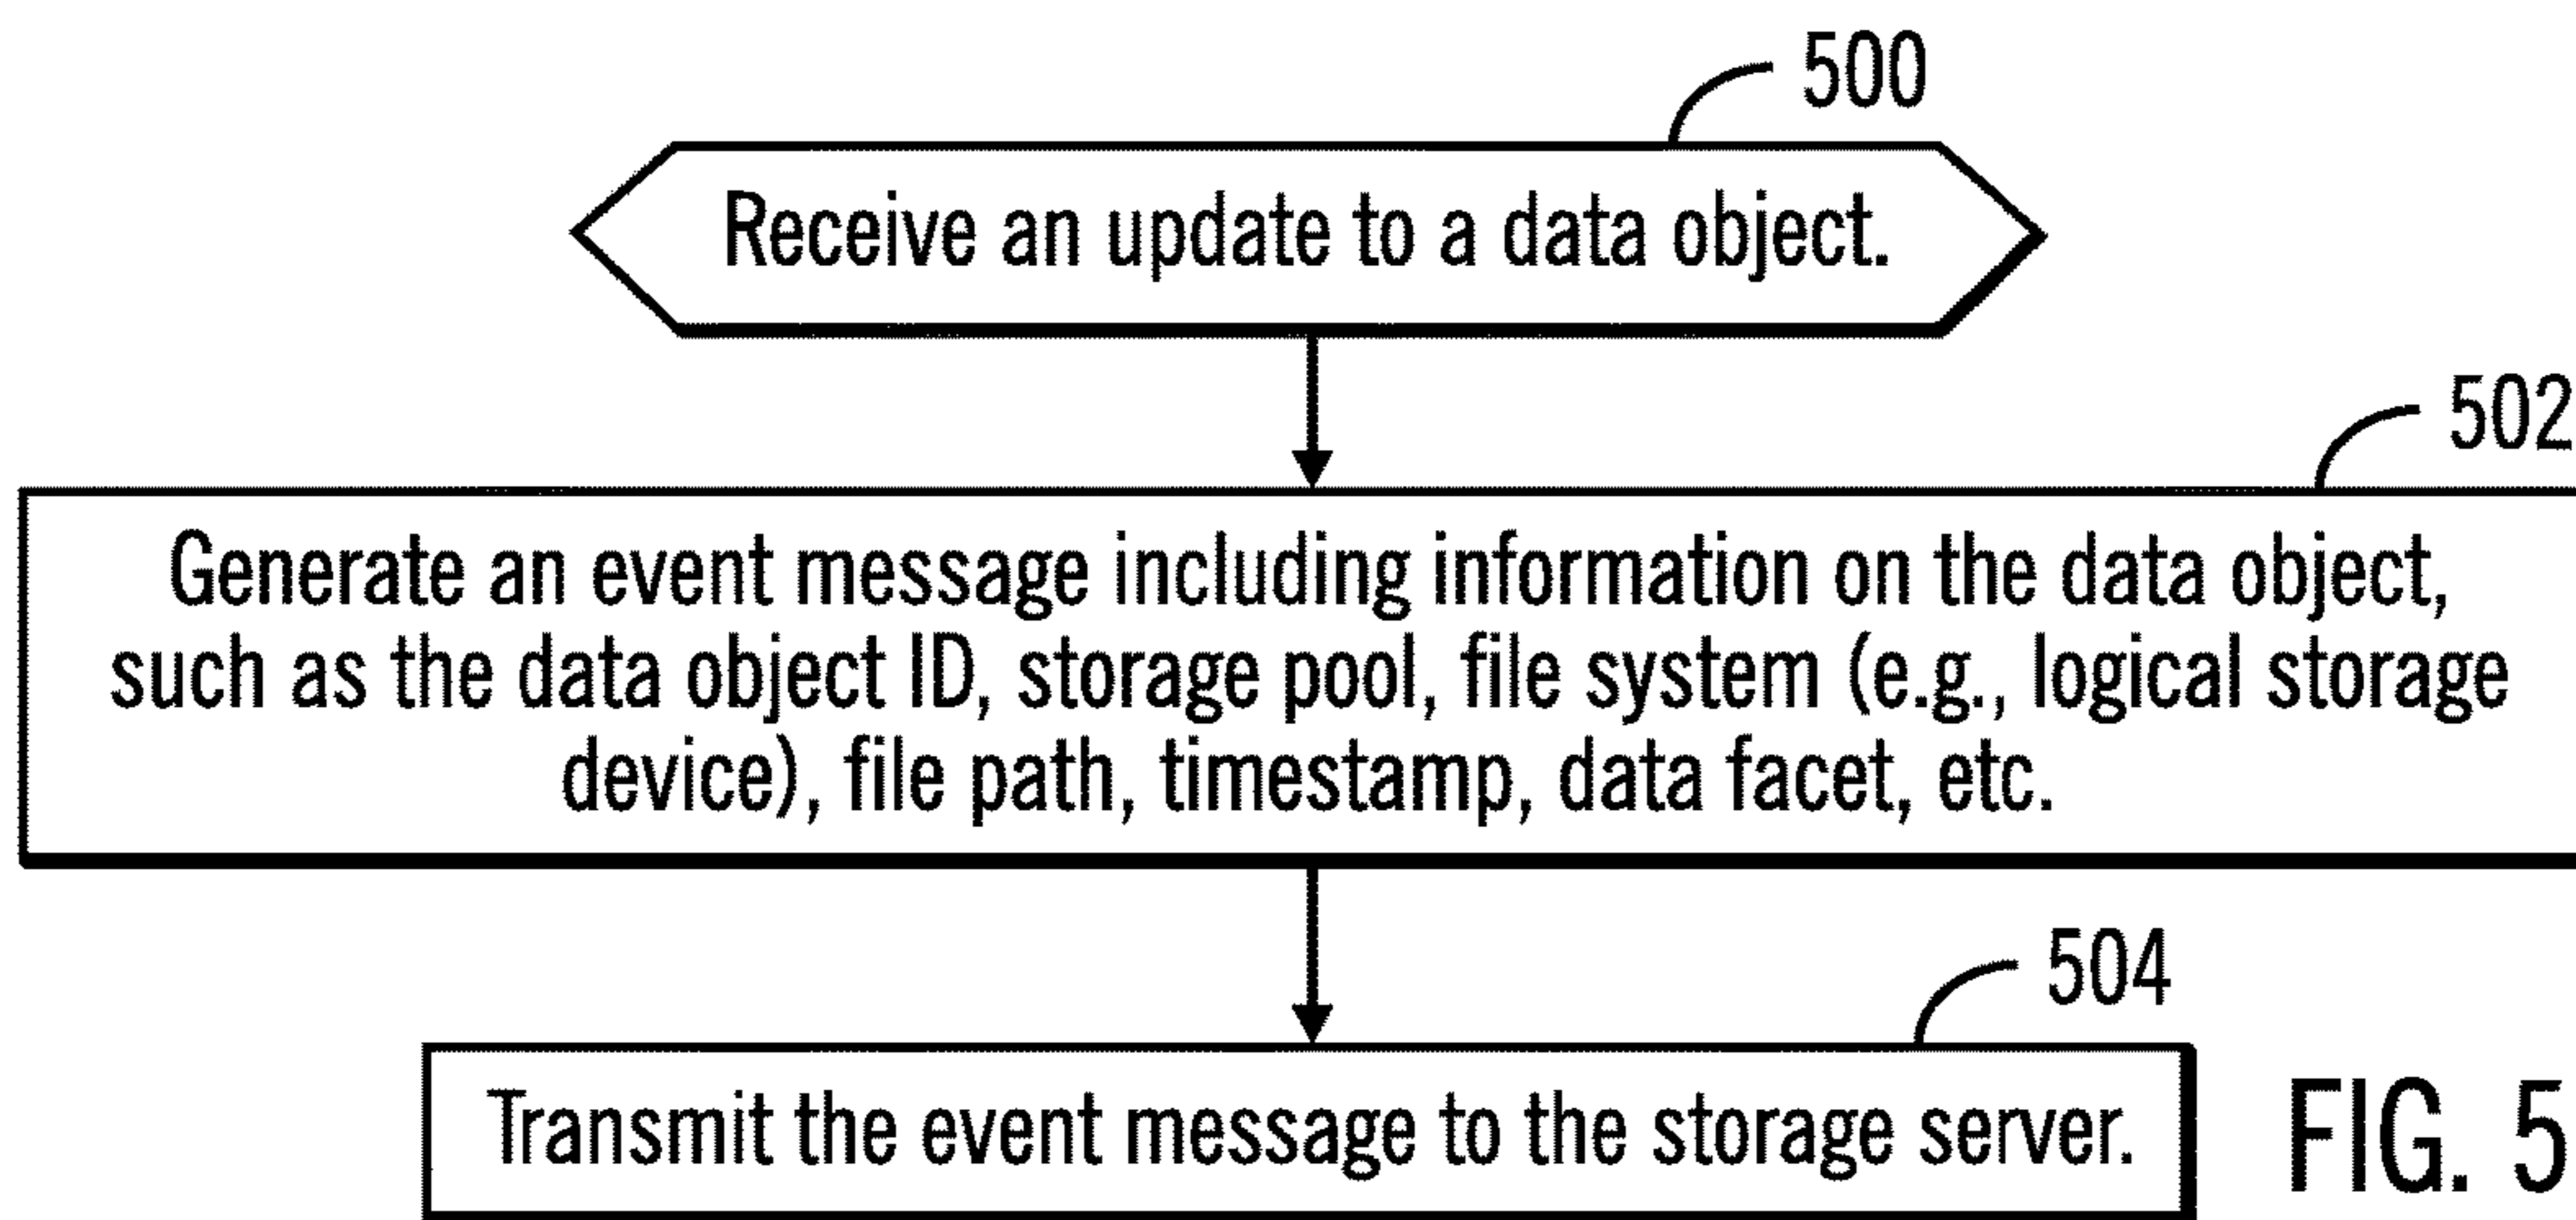 500
Receive an update to a data object.
502
Generate an event message including information on the data object,
such as the data object ID, storage pool, file system (e.g., logical storage
device), file path, timestamp, data facet, etc.
504
Transmit the event message to the storage server.
FIG. 5